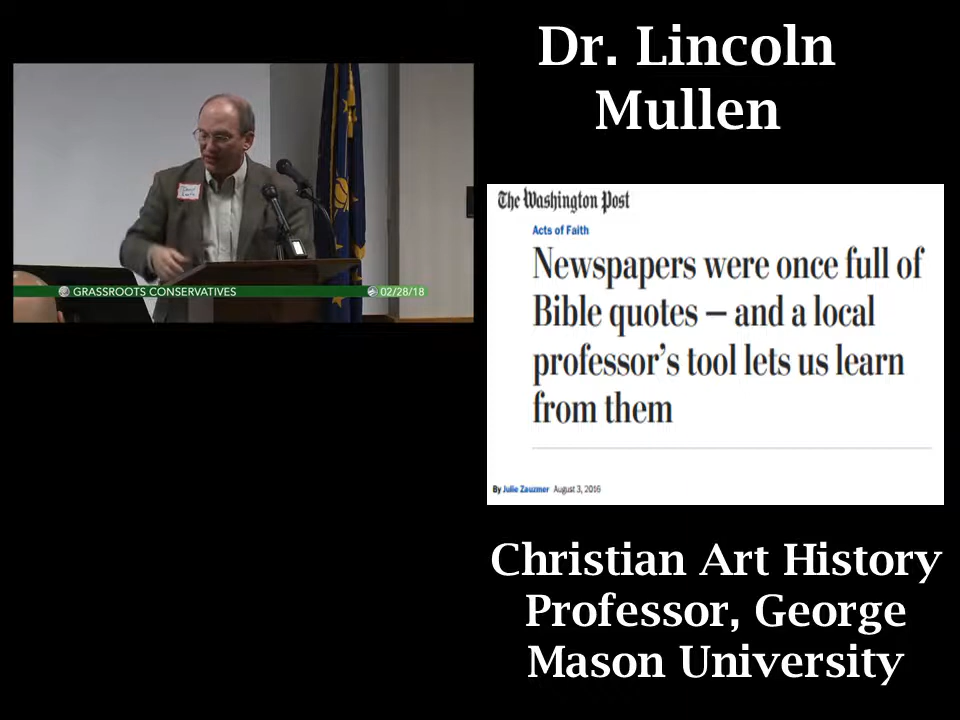 Dr. Lincoln
Mullen
GRASSROOTS CONSERVATIVES
02/28/18
The Washington Post
Acts of Faith
Newspapers were once full of
Bible quotes — and a local
professor's tool lets us learn
from them
By Julie Zauzmer August 3, 2016
Christian Art History
Professor, George
Mason University